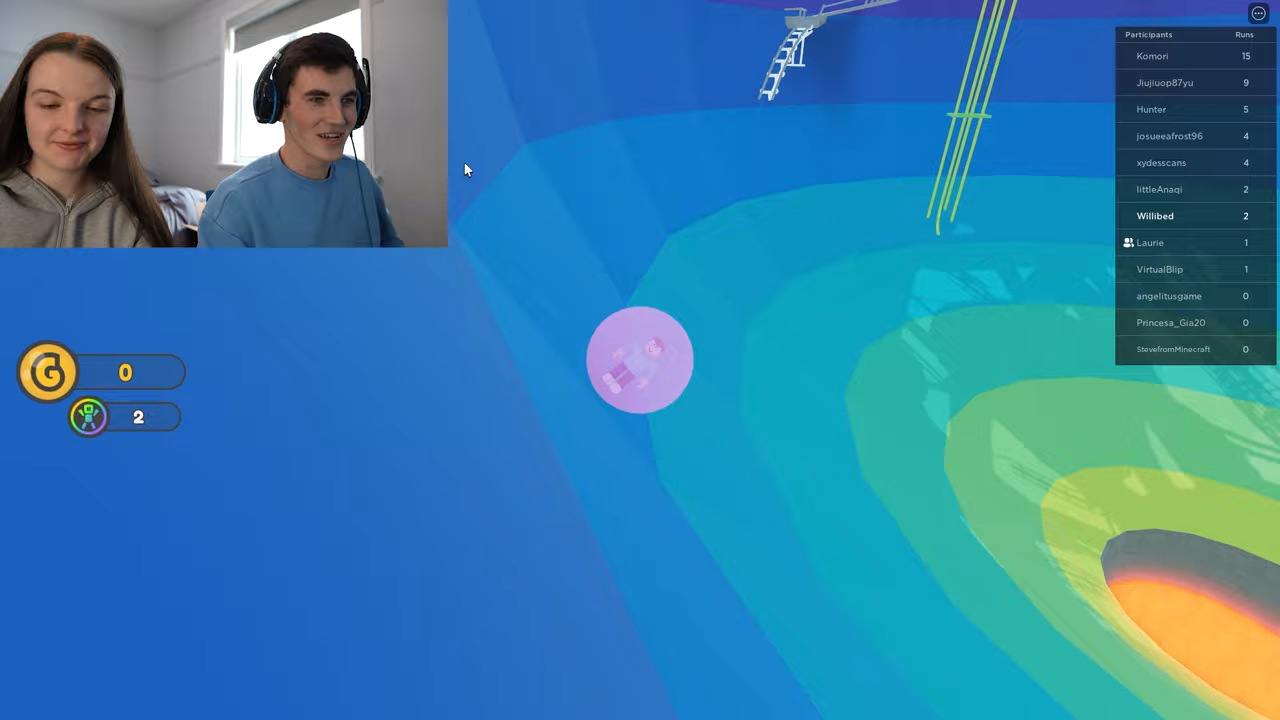 Participants Runs
Komori 15
Jiujiuop87yu 9
Hunter 5
josueeafrost96 4
xydesscans 4
littleAnaqi 2
Willibed 2
Laurie 1
VirtualBlip 1
angelitusgame 0
Princesa_Gia20 0
StevefromMinecraft 0
0
2